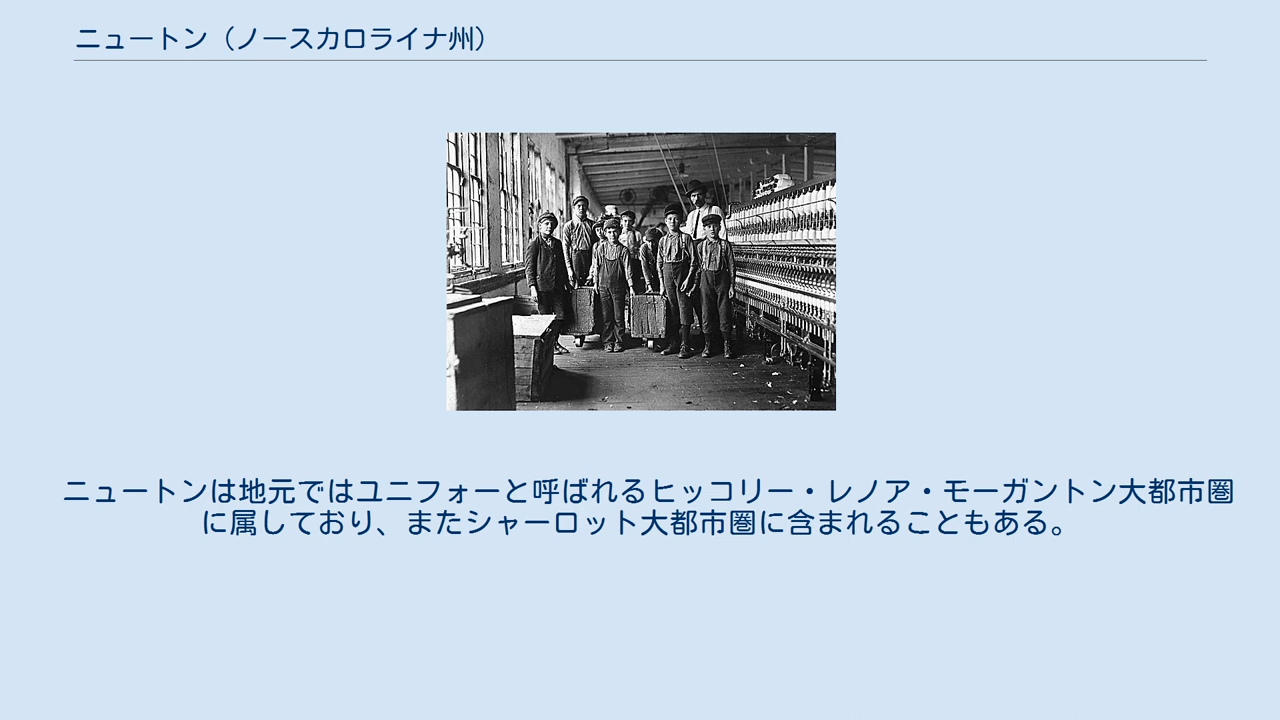 ニュートン（ノースカロライナ州）
ニュートンは地元ではユニフォーと呼ばれるヒッコリー・レノア・モーガントン大都市圏
に属しており、またシャーロット大都市圏に含まれることもある。